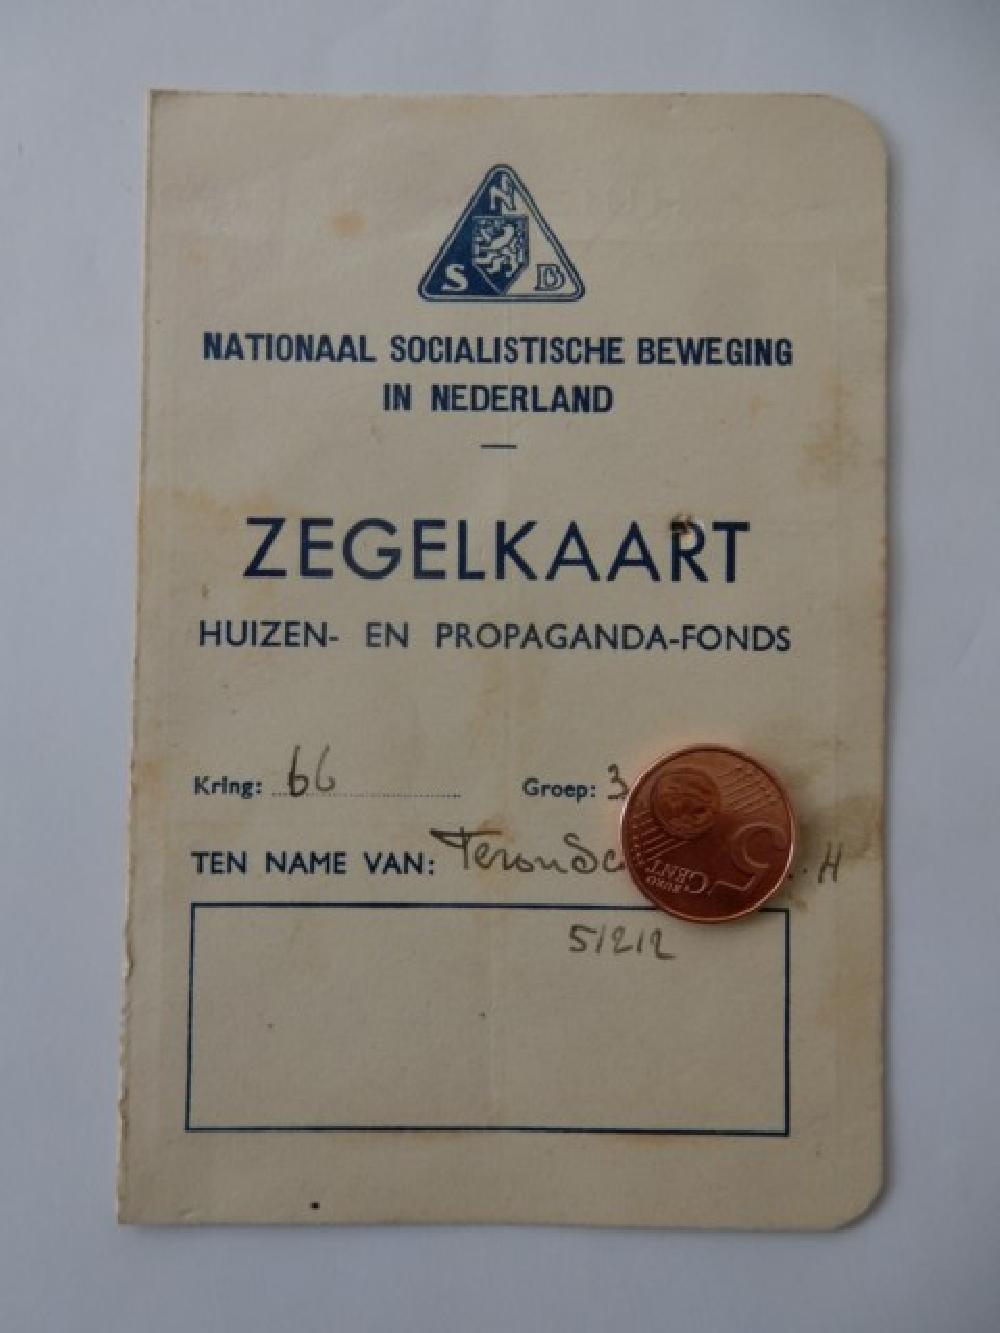 N
S B
NATIONAAL SOCIALISTISCHE BEWEGING
IN NEDERLAND
ZEGELKAART
HUIZEN- EN PROPAGANDA-FONDS
Kring: 66 Groep: 3
TEN NAME VAN: H
5 EURO CENT
51212